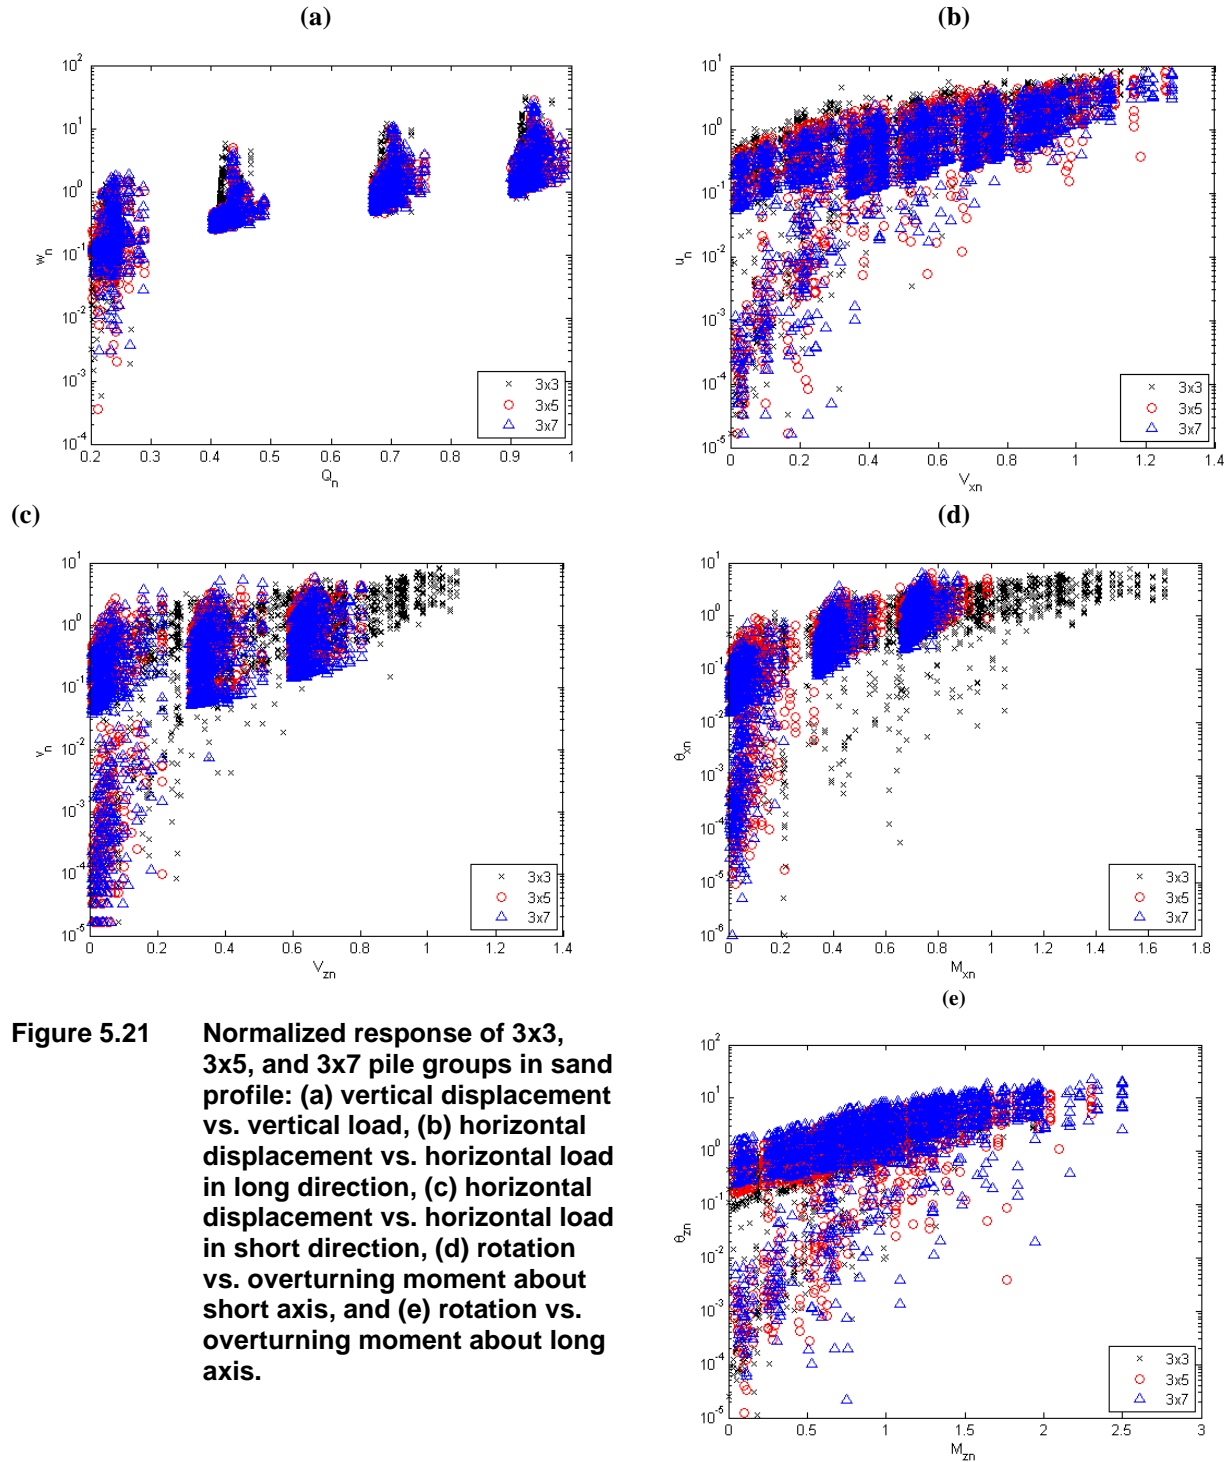 (a)
10^2
10^1
10^0
10^-1
10^-2
10^-3
10^-4
w_n
0.2 0.3 0.4 0.5 0.6 0.7 0.8 0.9 1
Q_n
3x3
3x5
3x7
(b)
10^1
10^0
10^-1
10^-2
10^-3
10^-4
10^-5
u_n
0 0.2 0.4 0.6 0.8 1 1.2 1.4
V_xn
3x3
3x5
3x7
(c)
10^1
10^0
10^-1
10^-2
10^-3
10^-4
10^-5
v_n
0 0.2 0.4 0.6 0.8 1 1.2 1.4
V_zn
3x3
3x5
3x7
(d)
10^1
10^0
10^-1
10^-2
10^-3
10^-4
10^-5
10^-6
θ_xn
0 0.2 0.4 0.6 0.8 1 1.2 1.4 1.6 1.8
M_xn
3x3
3x5
3x7
Figure 5.21 Normalized response of 3x3,
3x5, and 3x7 pile groups in sand
profile: (a) vertical displacement
vs. vertical load, (b) horizontal
displacement vs. horizontal load
in long direction, (c) horizontal
displacement vs. horizontal load
in short direction, (d) rotation
vs. overturning moment about
short axis, and (e) rotation vs.
overturning moment about long
axis.
(e)
10^2
10^1
10^0
10^-1
10^-2
10^-3
10^-4
10^-5
θ_zn
0 0.5 1 1.5 2 2.5 3
M_zn
3x3
3x5
3x7